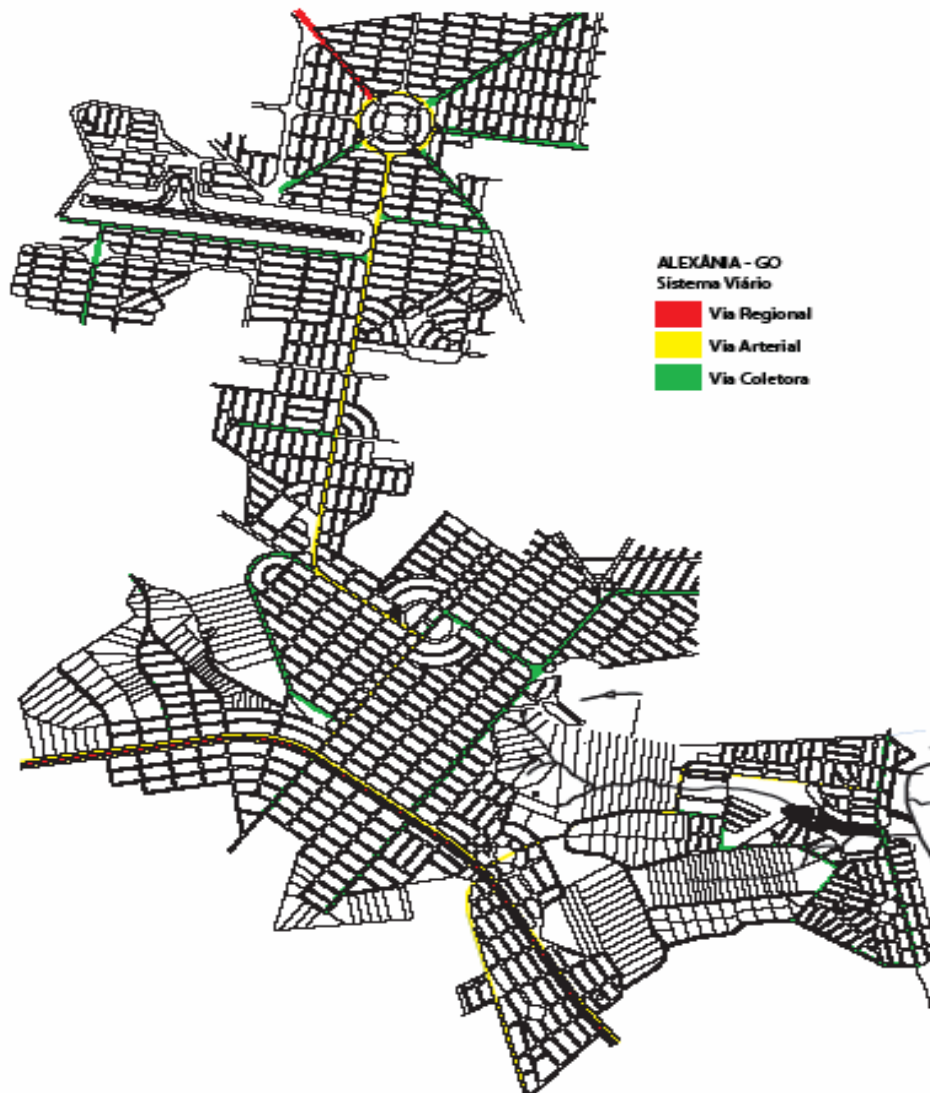 ALEXÂNIA - GO
Sistema Viário
Via Regional
Via Arterial
Via Coletora